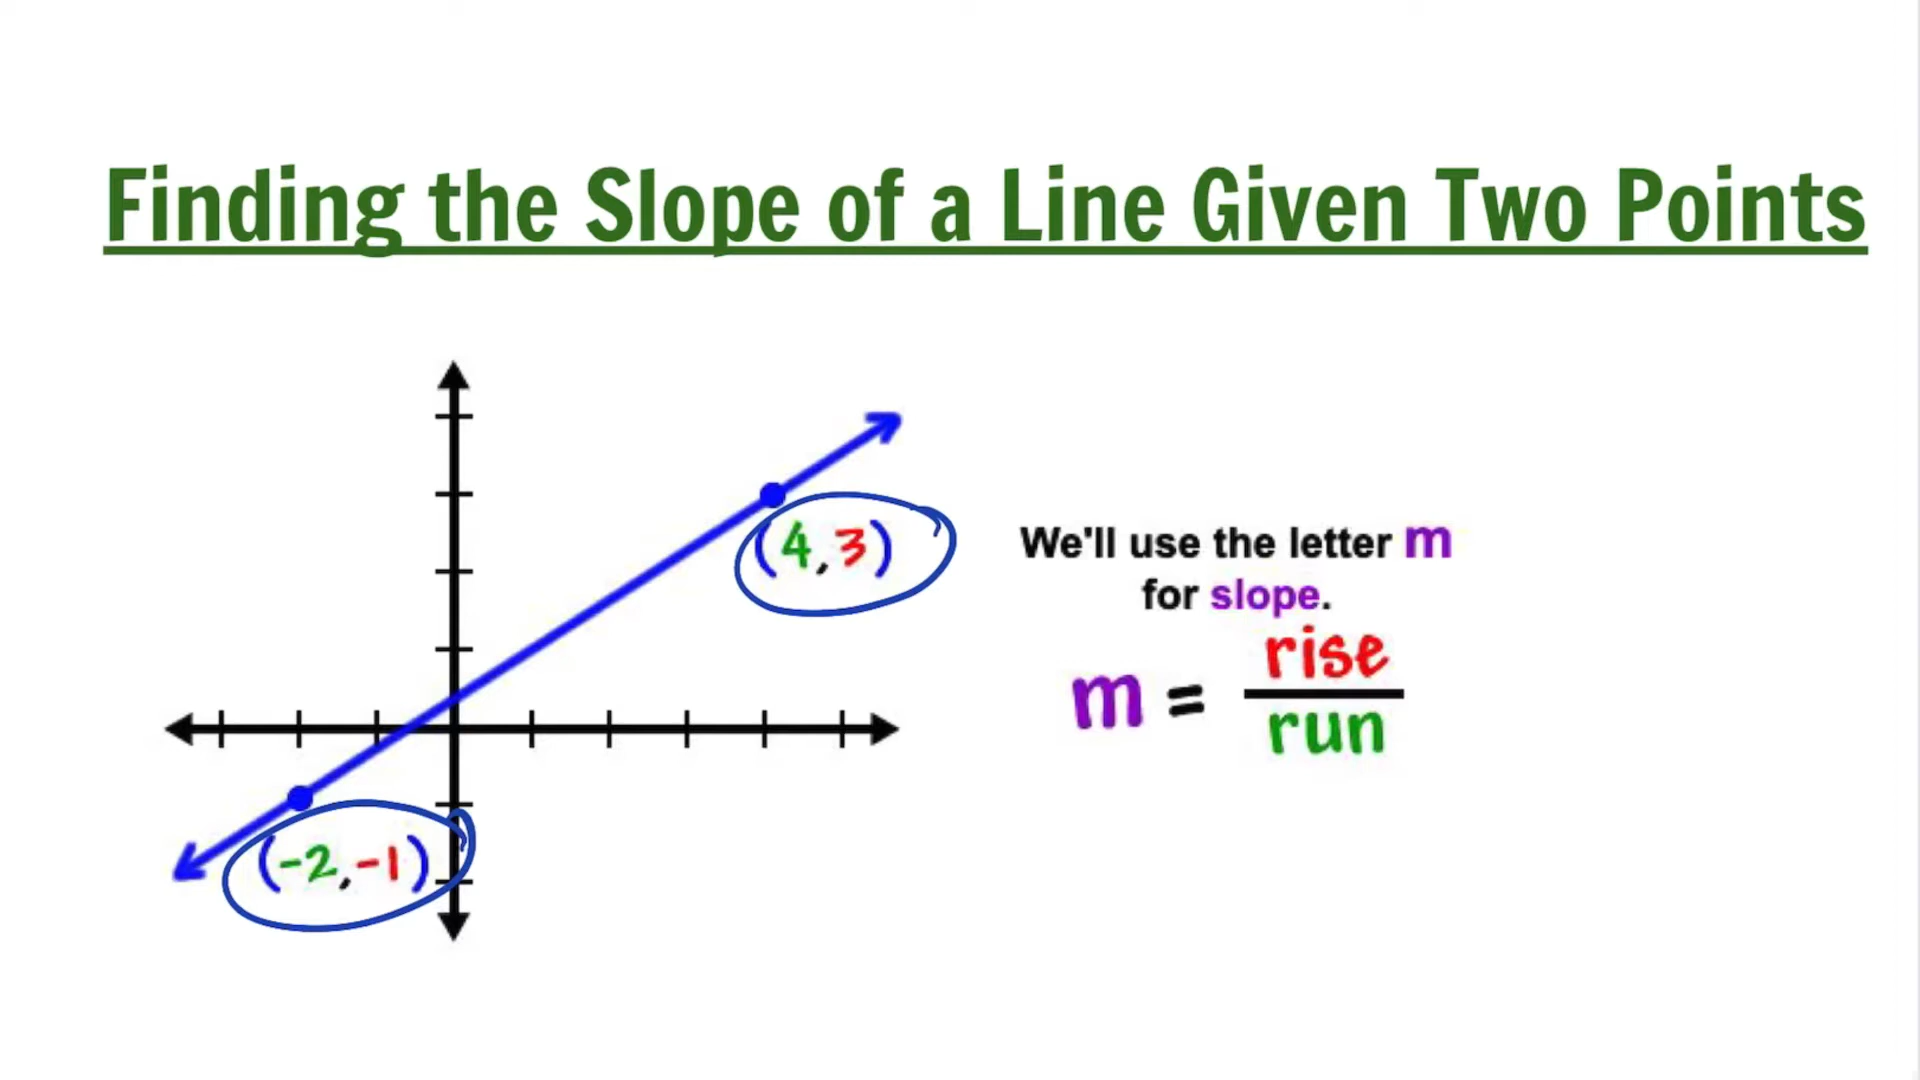 Finding the Slope of a Line Given Two Points
(4,3)
We'll use the letter m
for slope.
m = rise
run
(-2,-1)